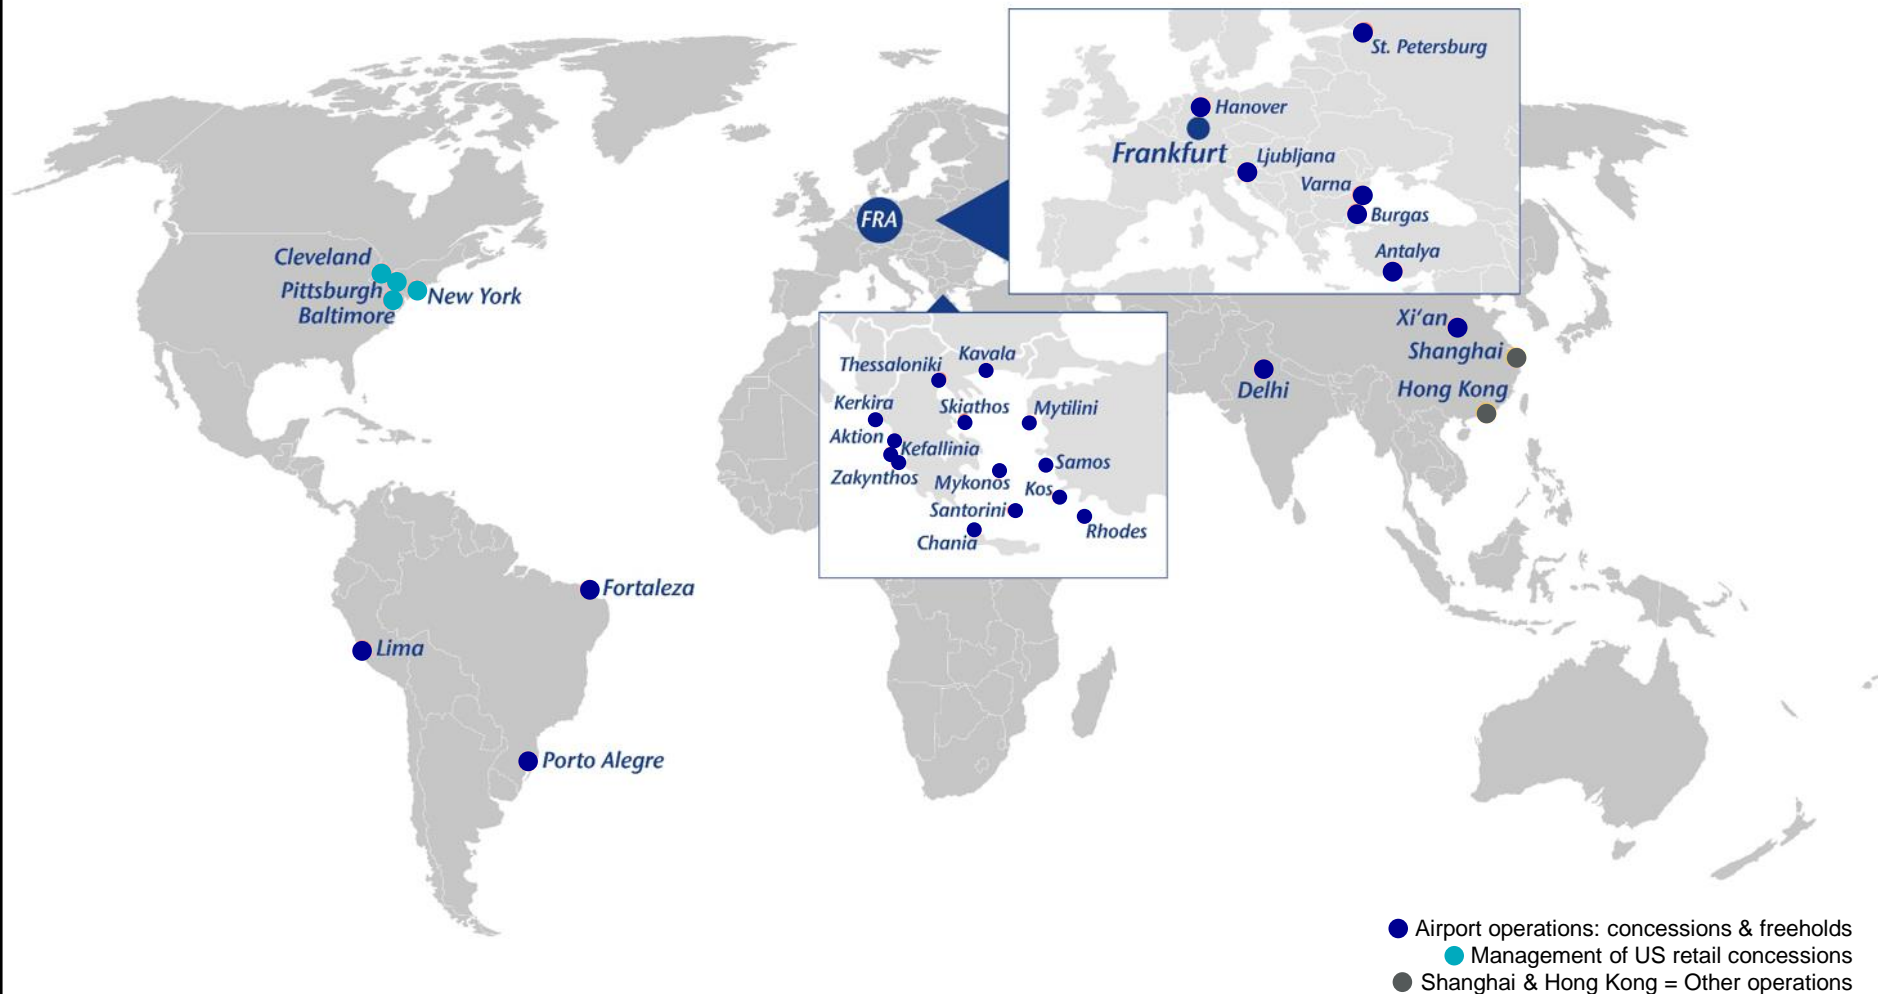 St. Petersburg
Hanover
Frankfurt
Ljubljana
Varna
Burgas
Antalya
FRA
Cleveland
Pittsburgh
New York
Baltimore
Xi‘an
Shanghai
Delhi
Hong Kong
Thessaloniki
Kavala
Kerkira
Skiathos
Mytilini
Aktion
Kefallinia
Zakynthos
Mykonos
Samos
Kos
Santorini
Rhodes
Chania
Fortaleza
Lima
Porto Alegre
Airport operations: concessions & freeholds
Management of US retail concessions
Shanghai & Hong Kong = Other operations